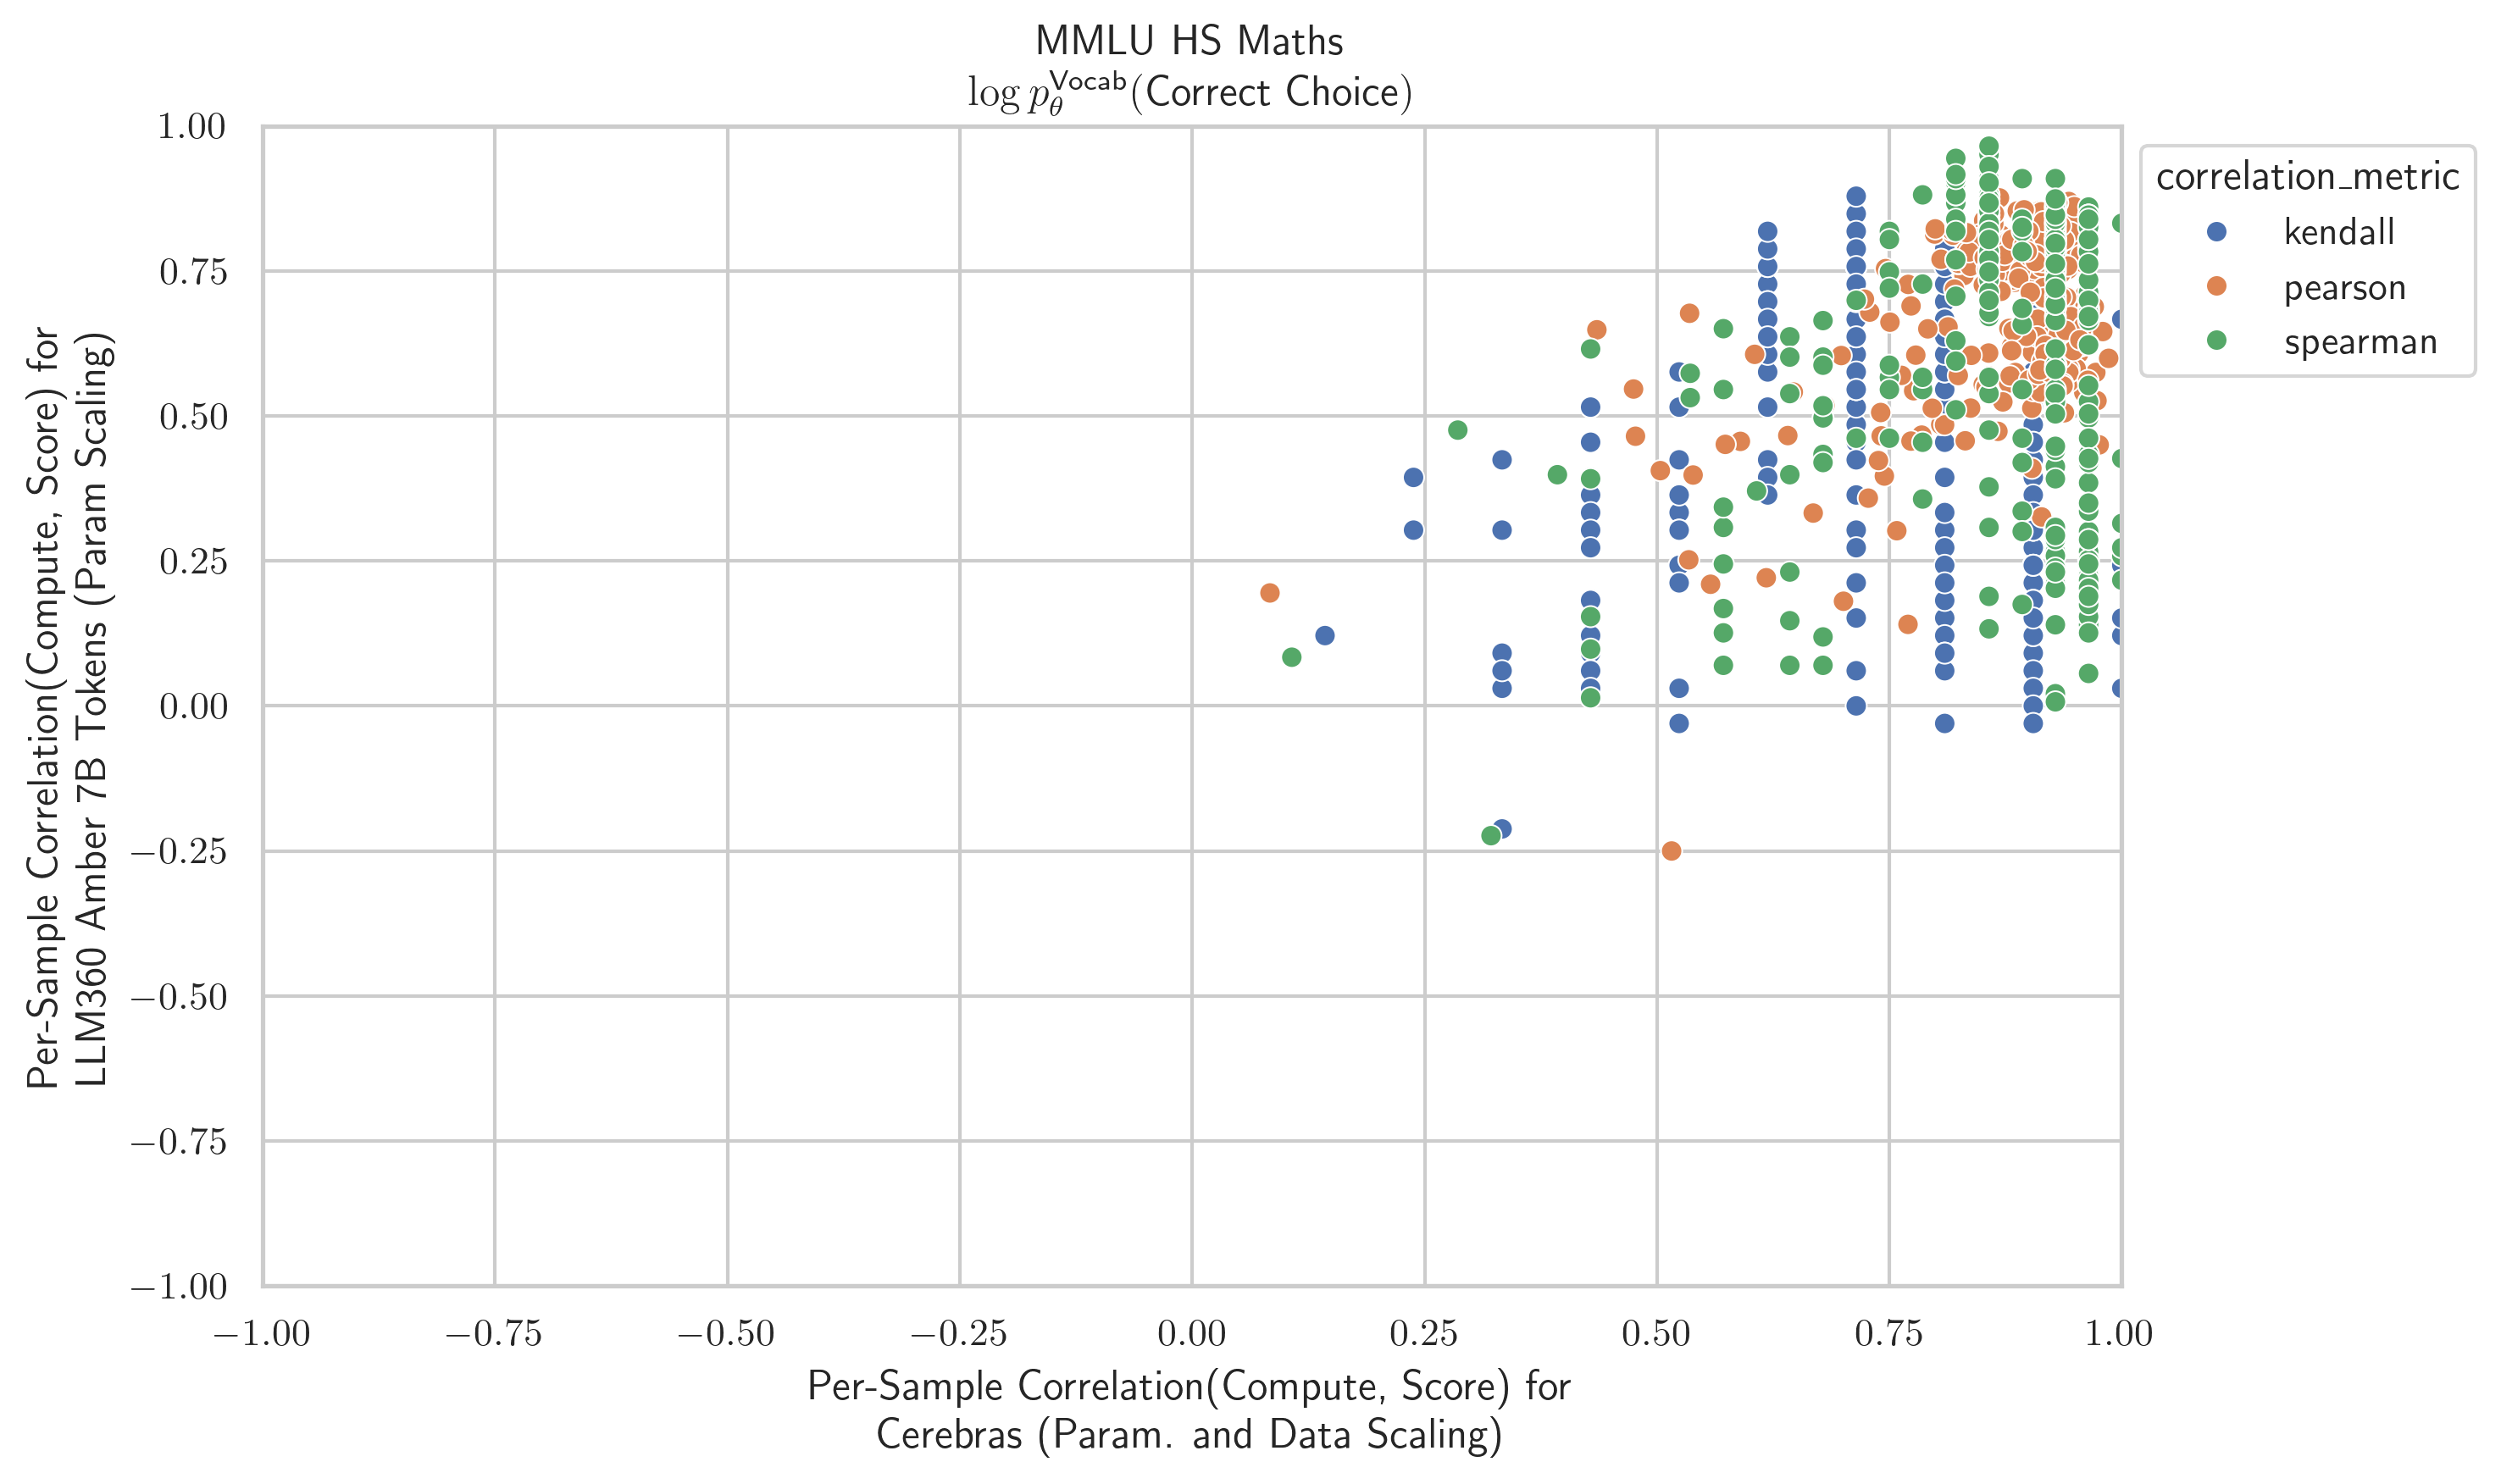 MMLU HS Maths
log p_θ^Vocab(Correct Choice)
1.00
0.75
0.50
0.25
0.00
−0.25
−0.50
−0.75
−1.00
Per-Sample Correlation(Compute, Score) for
LLM360 Amber 7B Tokens (Param Scaling)
correlation_metric
kendall
pearson
spearman
−1.00 −0.75 −0.50 −0.25 0.00 0.25 0.50 0.75 1.00
Per-Sample Correlation(Compute, Score) for
Cerebras (Param. and Data Scaling)